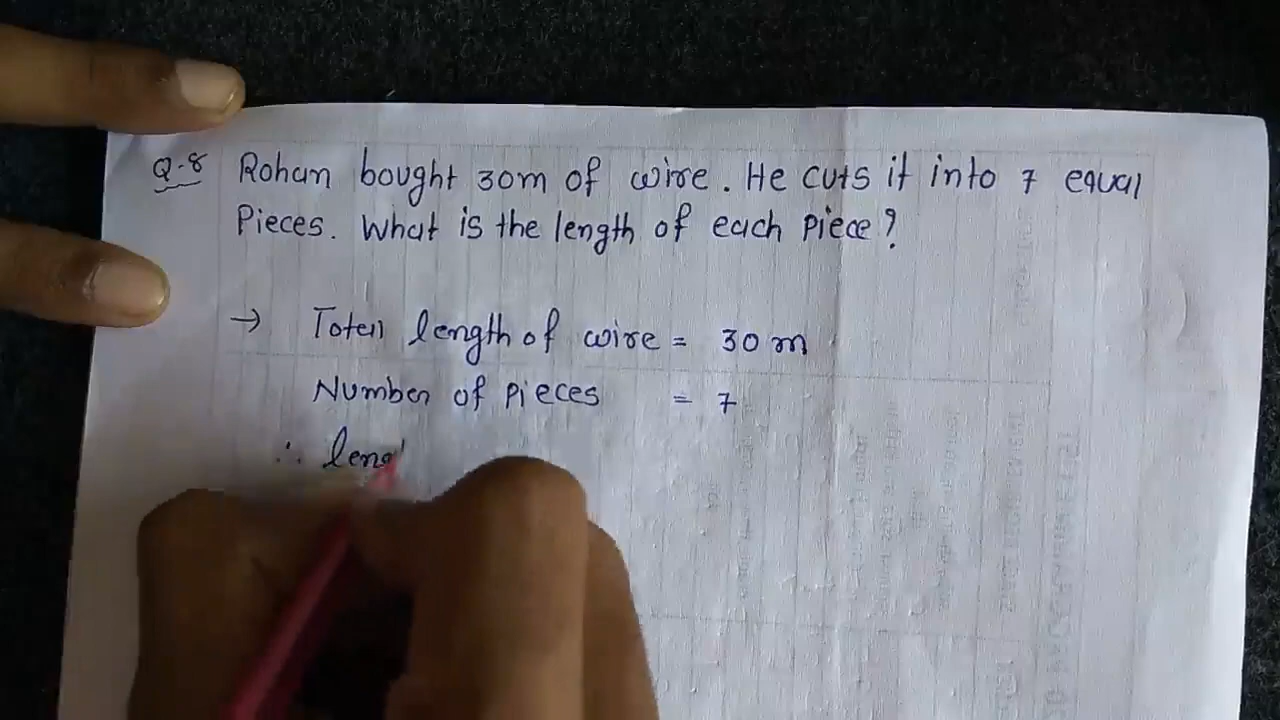 Q-8 Rohan bought 30m of wire. He cuts it into 7 equal
Pieces. What is the length of each piece?
→ Total length of wire = 30 m
Number of Pieces = 7
∴ leng